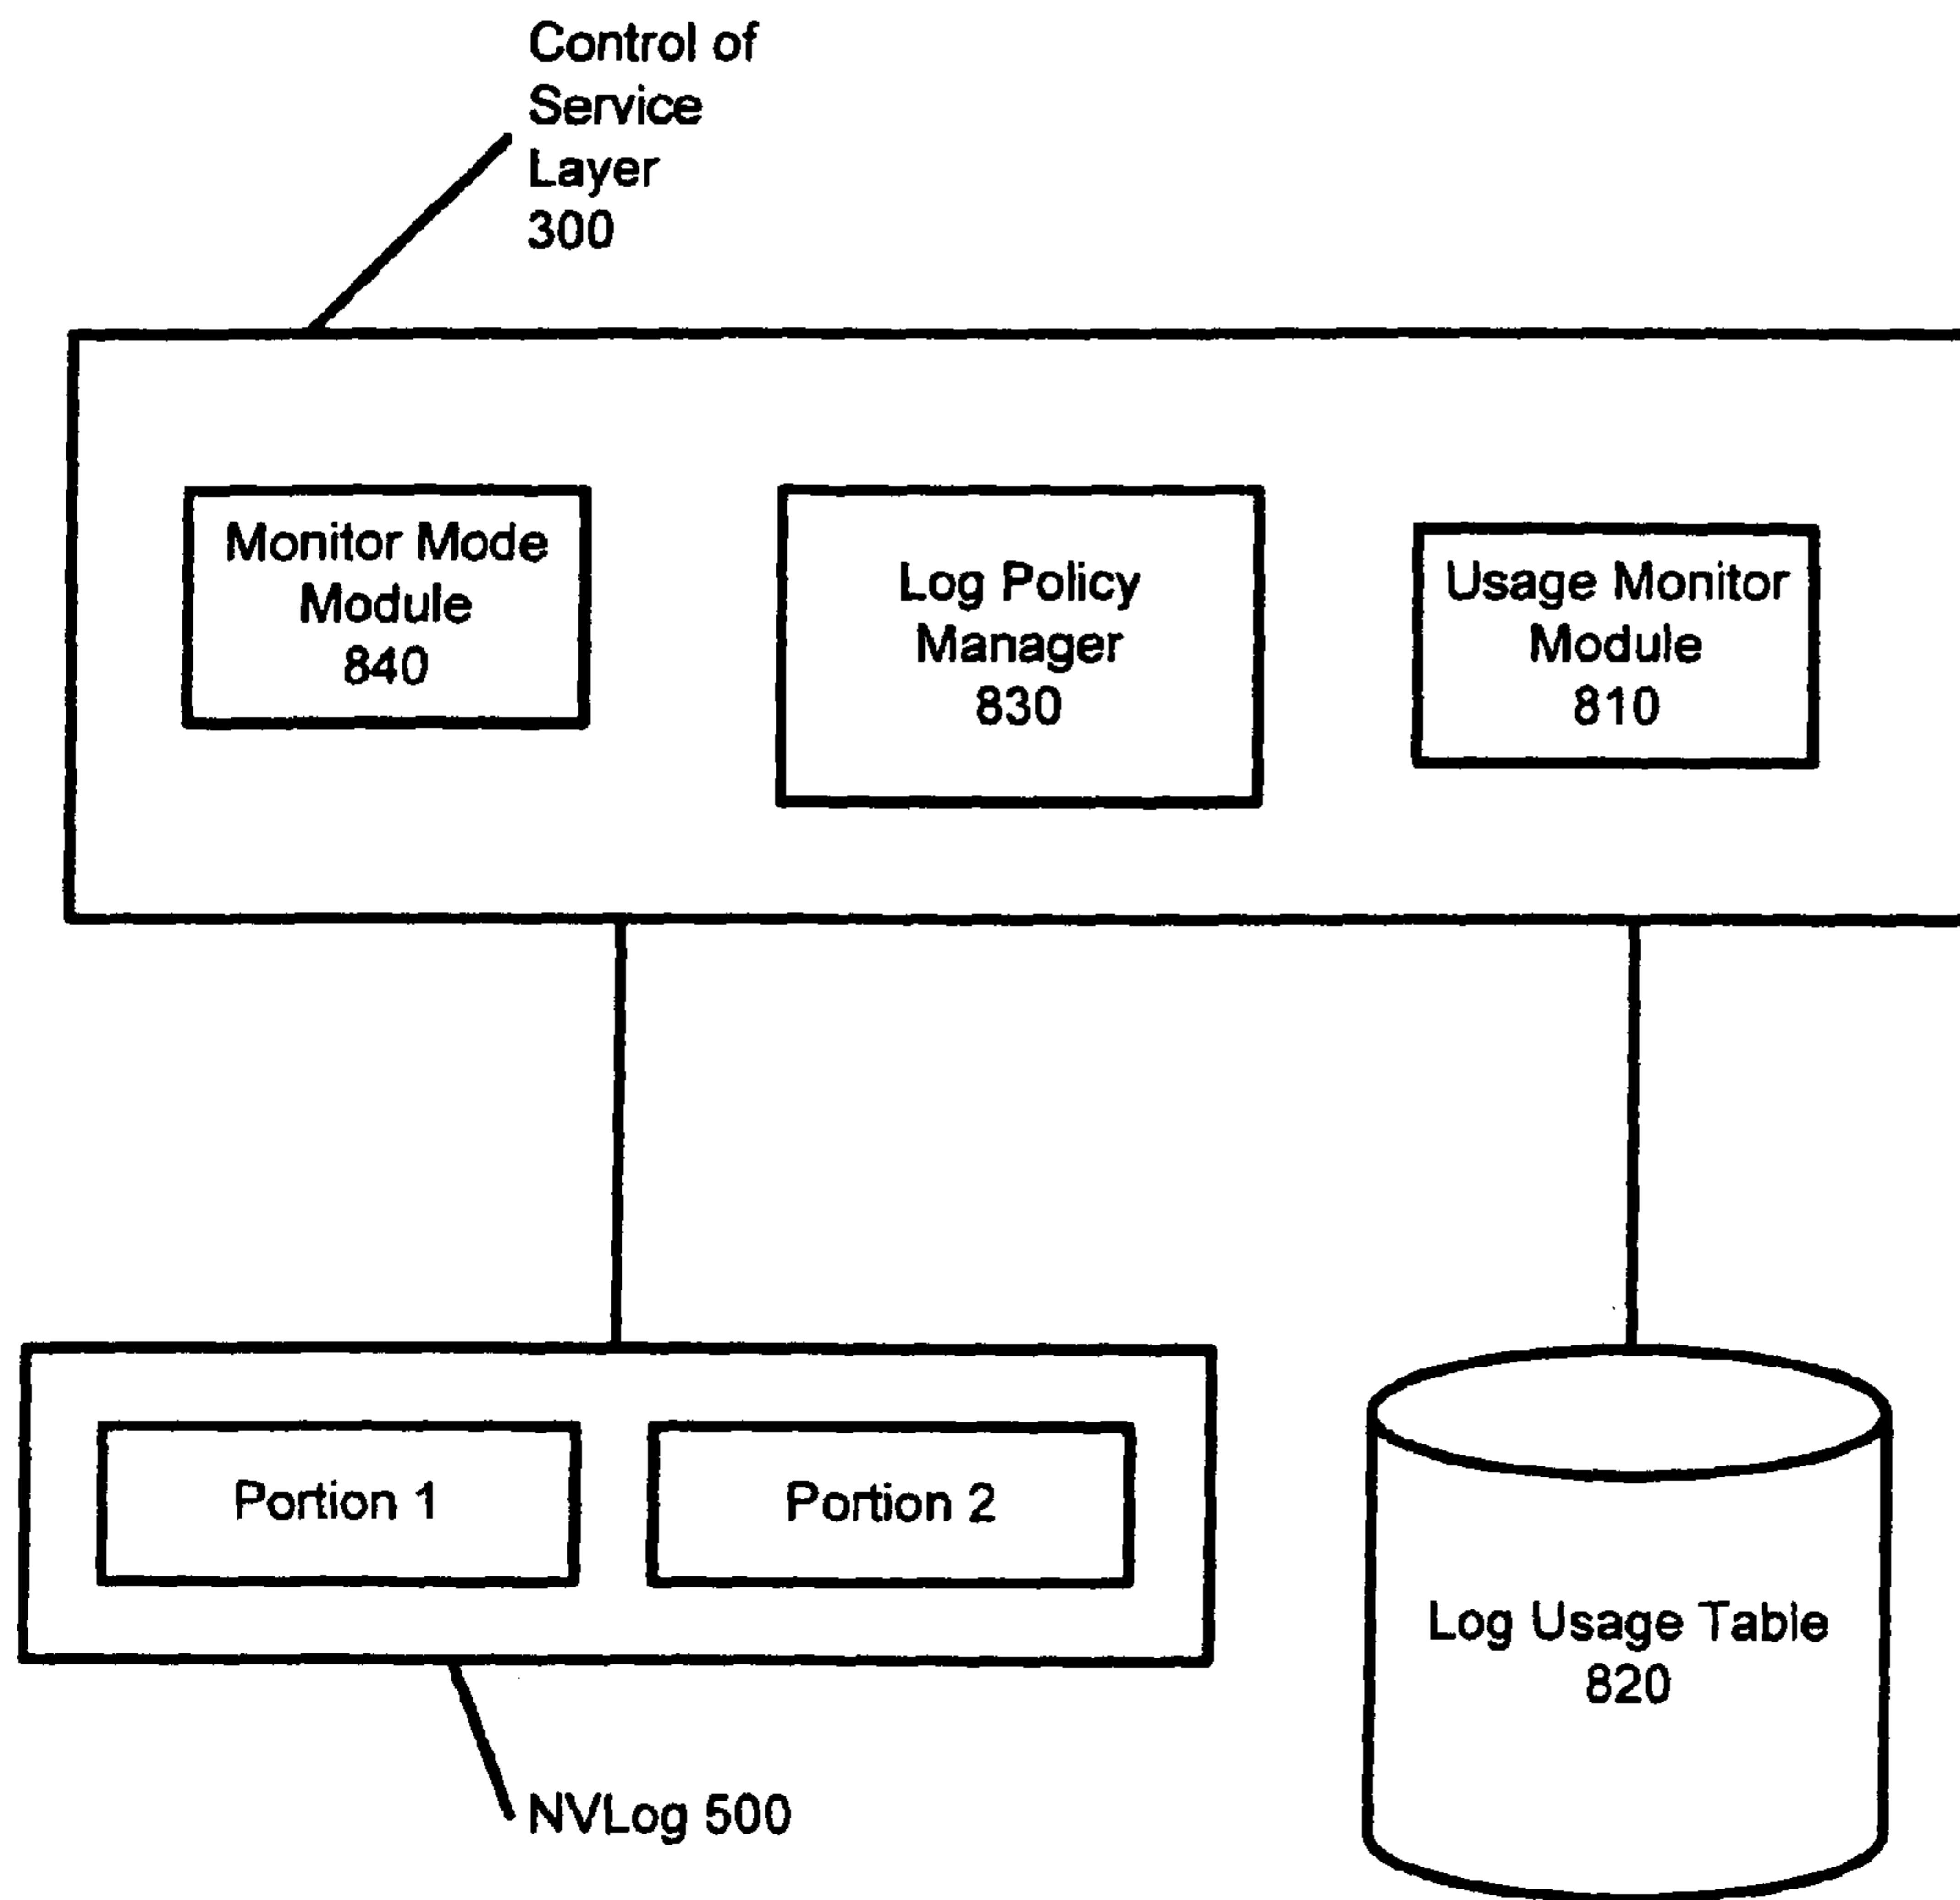 Control of
Service
Layer
300
Monitor Mode
Module
840
Log Policy
Manager
830
Usage Monitor
Module
810
Portion 1
Portion 2
Log Usage Table
820
NVLog 500